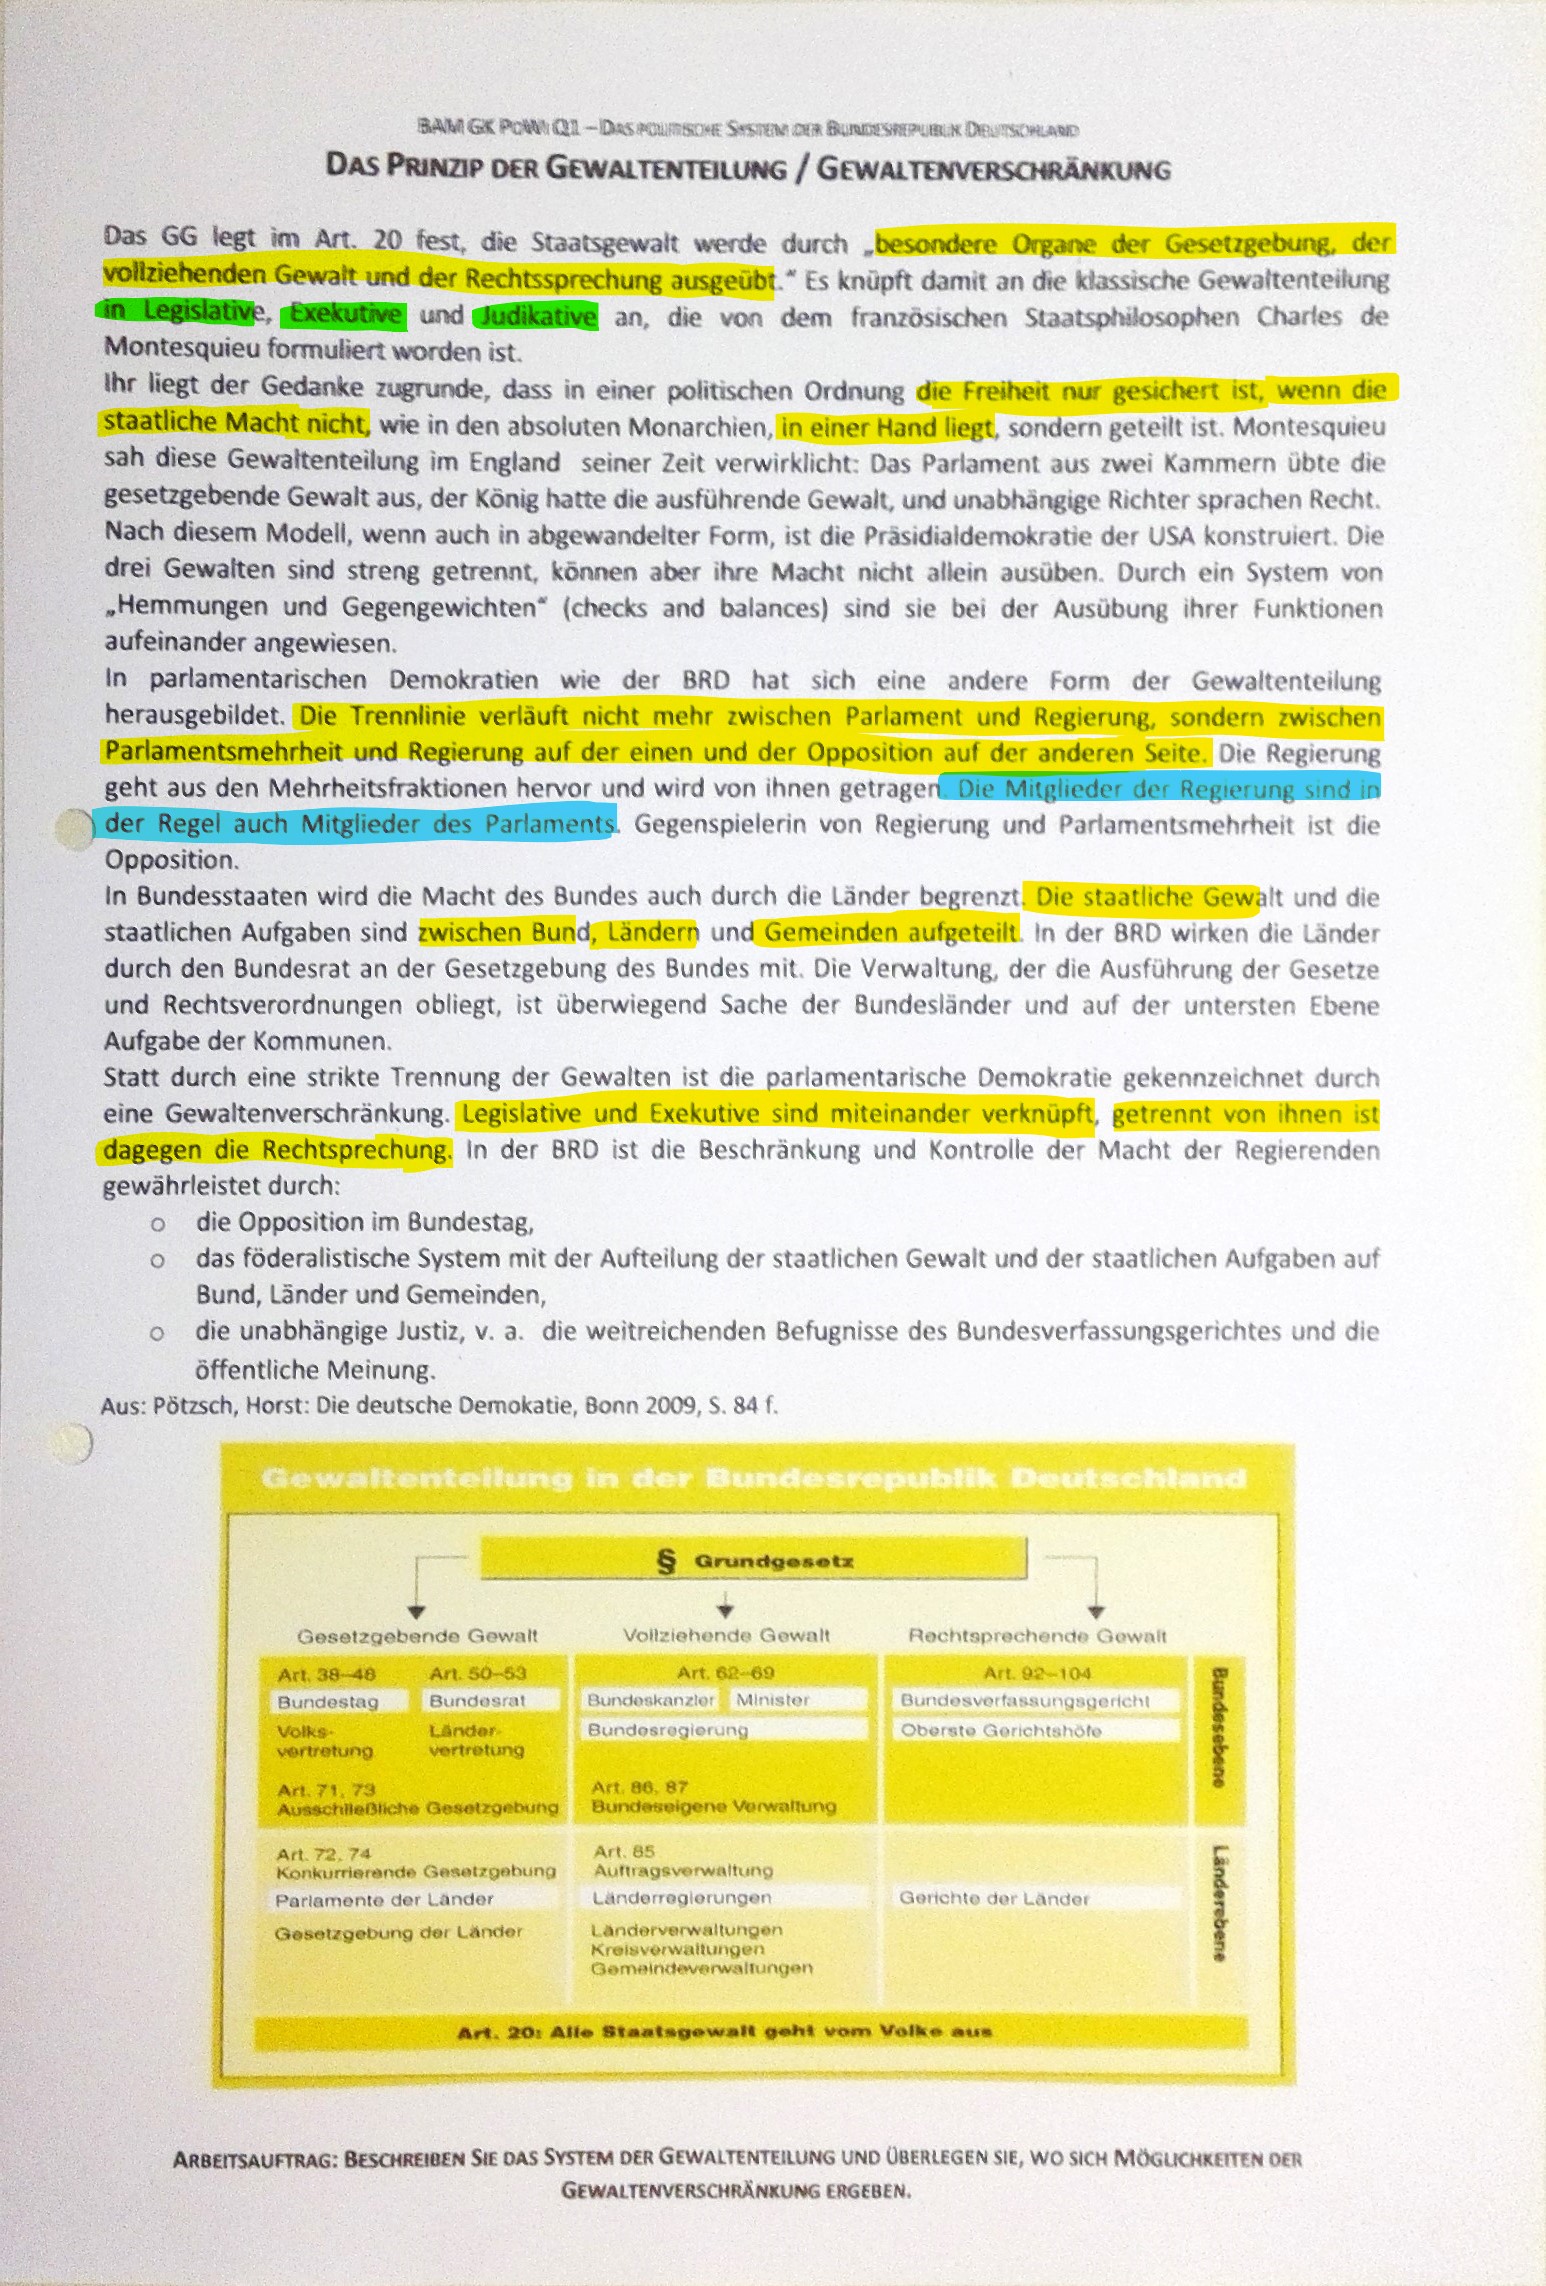 BAM GK PoWi Q1 – Das politische System der Bundesrepublik Deutschland
Das Prinzip der Gewaltenteilung / Gewaltenverschränkung
Das GG legt im Art. 20 fest, die Staatsgewalt werde durch „besondere Organe der Gesetzgebung, der
vollziehenden Gewalt und der Rechtssprechung ausgeübt.“ Es knüpft damit an die klassische Gewaltenteilung
in Legislative, Exekutive und Judikative an, die von dem französischen Staatsphilosophen Charles de
Montesquieu formuliert worden ist.
Ihr liegt der Gedanke zugrunde, dass in einer politischen Ordnung die Freiheit nur gesichert ist, wenn die
staatliche Macht nicht, wie in den absoluten Monarchien, in einer Hand liegt, sondern geteilt ist. Montesquieu
sah diese Gewaltenteilung im England seiner Zeit verwirklicht: Das Parlament aus zwei Kammern übte die
gesetzgebende Gewalt aus, der König hatte die ausführende Gewalt, und unabhängige Richter sprachen Recht.
Nach diesem Modell, wenn auch in abgewandelter Form, ist die Präsidialdemokratie der USA konstruiert. Die
drei Gewalten sind streng getrennt, können aber ihre Macht nicht allein ausüben. Durch ein System von
„Hemmungen und Gegengewichten“ (checks and balances) sind sie bei der Ausübung ihrer Funktionen
aufeinander angewiesen.
In parlamentarischen Demokratien wie der BRD hat sich eine andere Form der Gewaltenteilung
herausgebildet. Die Trennlinie verläuft nicht mehr zwischen Parlament und Regierung, sondern zwischen
Parlamentsmehrheit und Regierung auf der einen und der Opposition auf der anderen Seite. Die Regierung
geht aus den Mehrheitsfraktionen hervor und wird von ihnen getragen. Die Mitglieder der Regierung sind in
der Regel auch Mitglieder des Parlaments. Gegenspielerin von Regierung und Parlamentsmehrheit ist die
Opposition.
In Bundesstaaten wird die Macht des Bundes auch durch die Länder begrenzt. Die staatliche Gewalt und die
staatlichen Aufgaben sind zwischen Bund, Ländern und Gemeinden aufgeteilt. In der BRD wirken die Länder
durch den Bundesrat an der Gesetzgebung des Bundes mit. Die Verwaltung, der die Ausführung der Gesetze
und Rechtsverordnungen obliegt, ist überwiegend Sache der Bundesländer und auf der untersten Ebene
Aufgabe der Kommunen.
Statt durch eine strikte Trennung der Gewalten ist die parlamentarische Demokratie gekennzeichnet durch
eine Gewaltenverschränkung. Legislative und Exekutive sind miteinander verknüpft, getrennt von ihnen ist
dagegen die Rechtsprechung. In der BRD ist die Beschränkung und Kontrolle der Macht der Regierenden
gewährleistet durch:
o die Opposition im Bundestag,
o das föderalistische System mit der Aufteilung der staatlichen Gewalt und der staatlichen Aufgaben auf
Bund, Länder und Gemeinden,
o die unabhängige Justiz, v. a. die weitreichenden Befugnisse des Bundesverfassungsgerichtes und die
öffentliche Meinung.
Aus: Pötzsch, Horst: Die deutsche Demokatie, Bonn 2009, S. 84 f.
Gewaltenteilung in der Bundesrepublik Deutschland
§ Grundgesetz
Gesetzgebende Gewalt Vollziehende Gewalt Rechtsprechende Gewalt
Art. 38–48 Art. 50–53 Art. 62–69 Art. 92–104
Bundestag Bundesrat Bundeskanzler Minister Bundesverfassungsgericht
Volks- Länder- Bundesregierung Oberste Gerichtshöfe
vertretung vertretung
Art. 71, 73 Art. 86, 87
Ausschließliche Gesetzgebung Bundeseigene Verwaltung
Bundesebene
Art. 72, 74 Art. 85
Konkurrierende Gesetzgebung Auftragsverwaltung
Parlamente der Länder Länderregierungen Gerichte der Länder
Gesetzgebung der Länder Länderverwaltungen
Kreisverwaltungen
Gemeindeverwaltungen
Länderebene
Art. 20: Alle Staatsgewalt geht vom Volke aus
Arbeitsauftrag: Beschreiben Sie das System der Gewaltenteilung und überlegen sie, wo sich Möglichkeiten der
Gewaltenverschränkung ergeben.